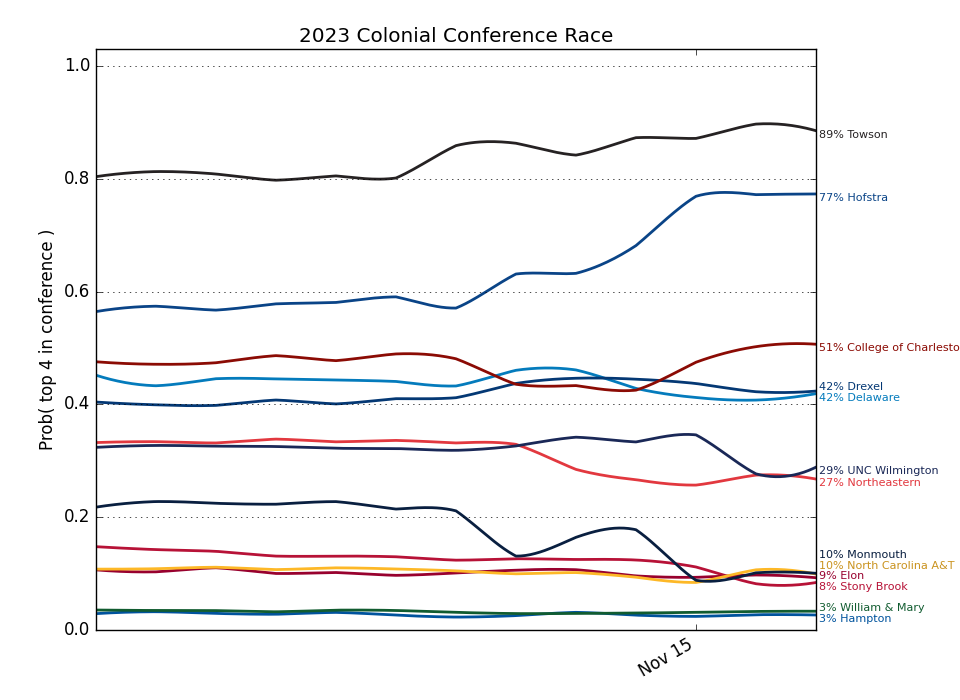 2023 Colonial Conference Race
1.0
0.8
0.6
0.4
0.2
0.0
Prob( top 4 in conference )
Nov 15
89% Towson
77% Hofstra
51% College of Charlesto
42% Drexel
42% Delaware
29% UNC Wilmington
27% Northeastern
10% Monmouth
10% North Carolina A&T
9% Elon
8% Stony Brook
3% William & Mary
3% Hampton